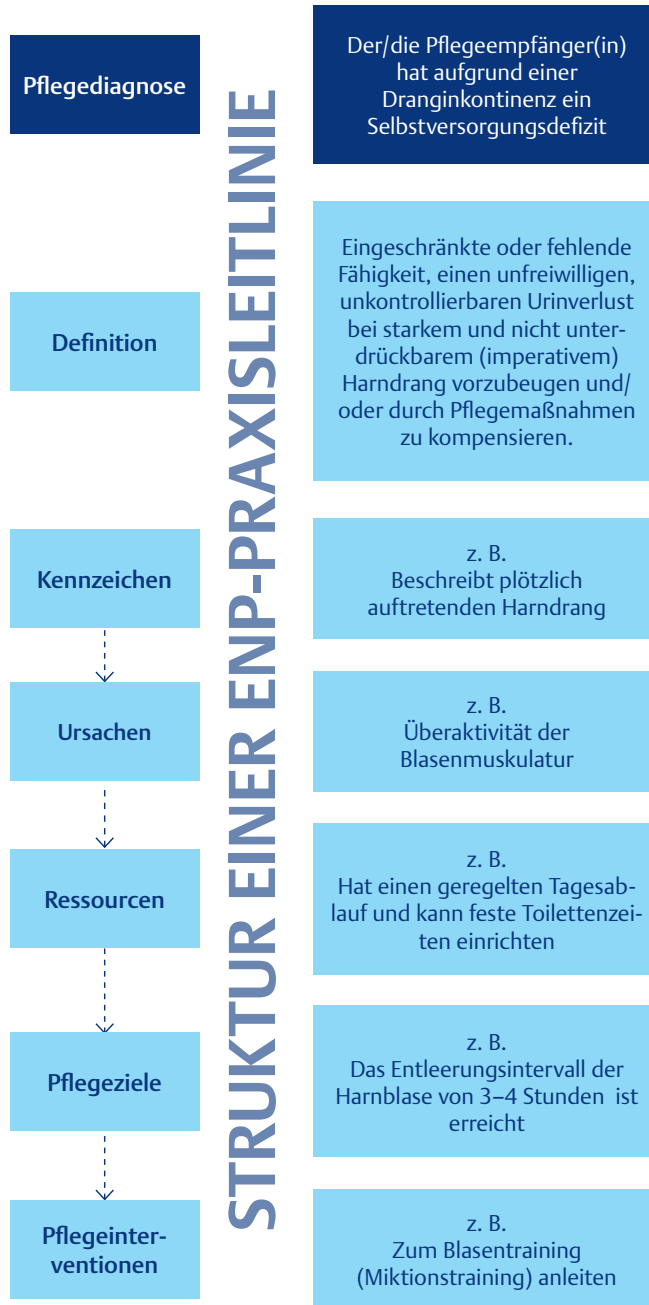 Pflegediagnose
Der/die Pflegeempfänger(in)
hat aufgrund einer
Dranginkontinenz ein
Selbstversorgungsdefizit
STRUKTUR EINER ENP-PRAXISLEITLINIE
Definition
Eingeschränkte oder fehlende
Fähigkeit, einen unfreiwilligen,
unkontrollierbaren Urinverlust
bei starkem und nicht unter-
drückbarem (imperativem)
Harndrang vorzubeugen und/
oder durch Pflegemaßnahmen
zu kompensieren.
Kennzeichen
z. B.
Beschreibt plötzlich
auftretenden Harndrang
Ursachen
z. B.
Überaktivität der
Blasenmuskulatur
Ressourcen
z. B.
Hat einen geregelten Tagesab-
lauf und kann feste Toilettenzei-
ten einrichten
Pflegeziele
z. B.
Das Entleerungsintervall der
Harnblase von 3–4 Stunden ist
erreicht
Pflegeinter-
ventionen
z. B.
Zum Blasentraining
(Miktionstraining) anleiten